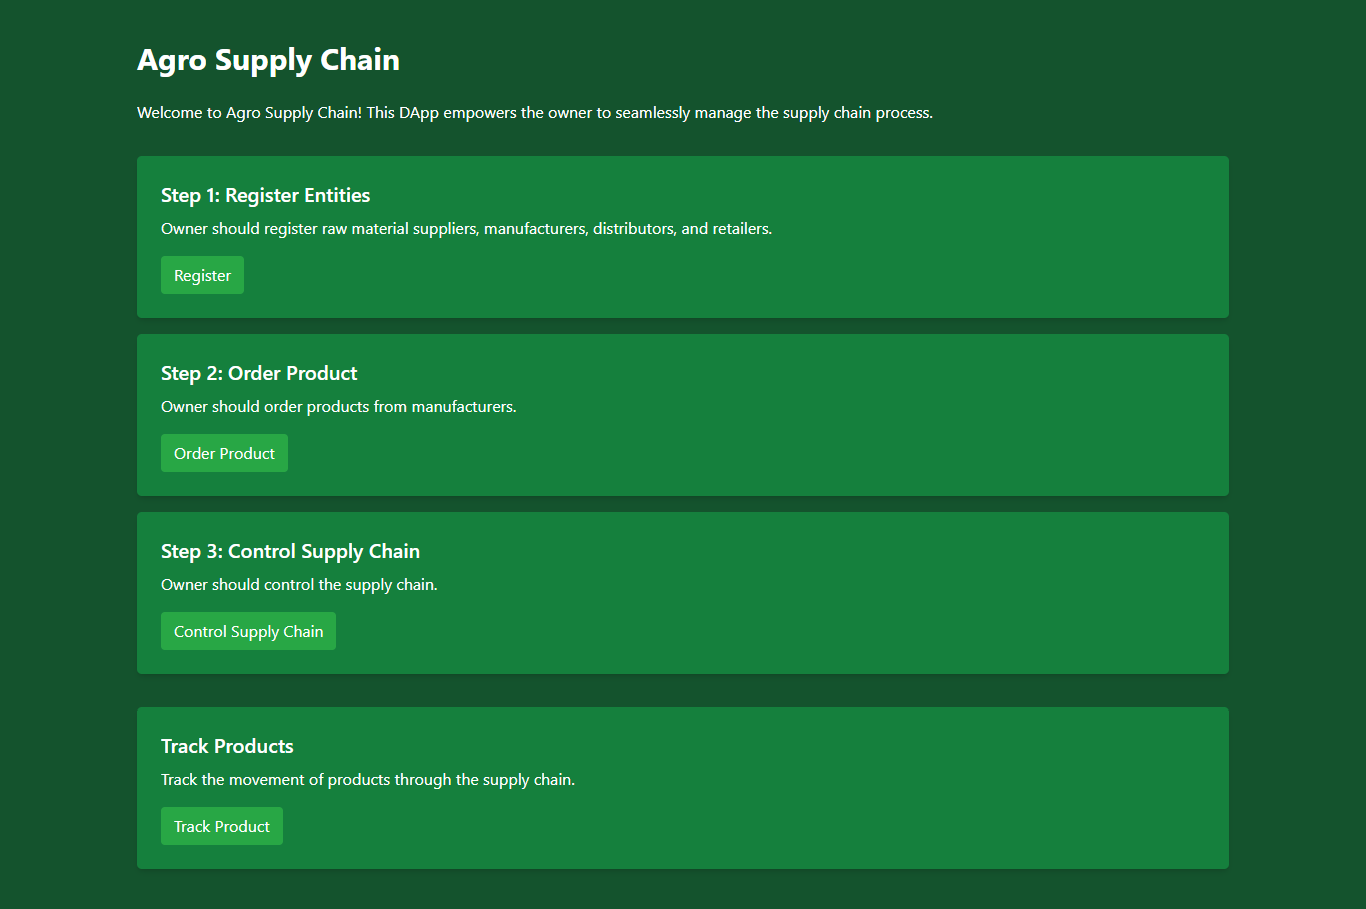 Agro Supply Chain
Welcome to Agro Supply Chain! This DApp empowers the owner to seamlessly manage the supply chain process.
Step 1: Register Entities
Owner should register raw material suppliers, manufacturers, distributors, and retailers.
Register
Step 2: Order Product
Owner should order products from manufacturers.
Order Product
Step 3: Control Supply Chain
Owner should control the supply chain.
Control Supply Chain
Track Products
Track the movement of products through the supply chain.
Track Product